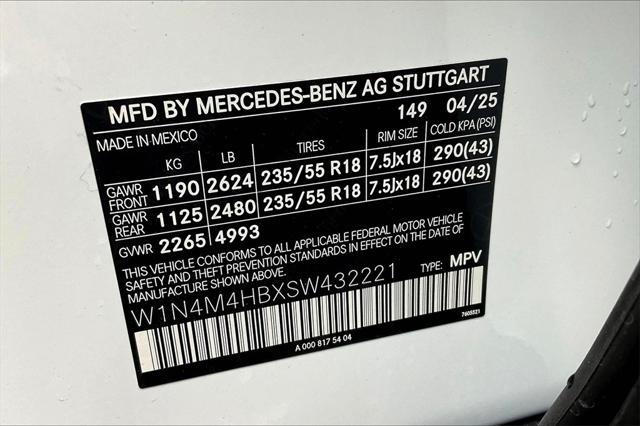 MFD BY MERCEDES-BENZ AG STUTTGART
149 04/25
MADE IN MEXICO
KG LB TIRES RIM SIZE COLD KPA(PSI)
GAWR FRONT 1190 2624 235/55 R18 7.5Jx18 290(43)
GAWR REAR 1125 2480 235/55 R18 7.5Jx18 290(43)
GVWR 2265 4993
THIS VEHICLE CONFORMS TO ALL APPLICABLE FEDERAL MOTOR VEHICLE
SAFETY AND THEFT PREVENTION STANDARDS IN EFFECT ON THE DATE OF
MANUFACTURE SHOWN ABOVE.
W1N4M4HBXSW432221 TYPE: MPV
A 000 817 54 04
7605521